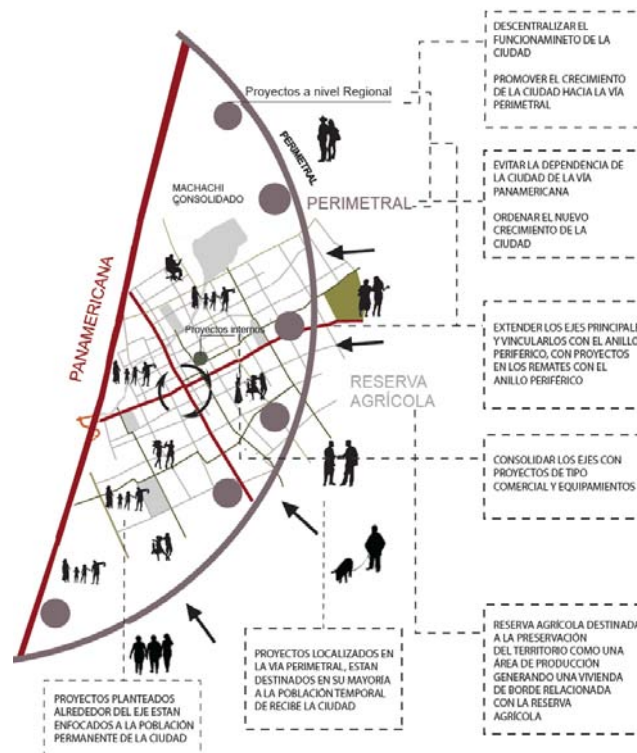 DESCENTRALIZAR EL
FUNCIONAMINETO DE LA
CIUDAD
PROMOVER EL CRECIMIENTO
DE LA CIUDAD HACIA LA VÍA
PERIMETRAL
Proyectos a nivel Regional
PERIMETRAL
MACHACHI
CONSOLIDADO
PERIMETRAL
EVITAR LA DEPENDENCIA DE
LA CIUDAD DE LA VÍA
PANAMERICANA
ORDENAR EL NUEVO
CRECIMIENTO DE LA
CIUDAD
PANAMERICANA
Proyectos internos
EXTENDER LOS EJES PRINCIPALE
Y VINCULARLOS CON EL ANILLO
PERIFÉRICO, CON PROYECTOS
EN LOS REMATES CON EL
ANILLO PERIFÉRICO
RESERVA
AGRÍCOLA
CONSOLIDAR LOS EJES CON
PROYECTOS DE TIPO
COMERCIAL Y EQUIPAMIENTOS
RESERVA AGRÍCOLA DESTINADA
A LA PRESERVACIÓN
DEL TERRITORIO COMO UNA
ÁREA DE PRODUCCIÓN
GENERANDO UNA VIVIENDA
DE BORDE RELACIONADA
CON LA RESERVA
AGRÍCOLA
PROYECTOS LOCALIZADOS EN
LA VÍA PERIMETRAL, ESTAN
DESTINADOS EN SU MAYORÍA
A LA POBLACIÓN TEMPORAL
DE RECIBE LA CIUDAD
PROYECTOS PLANTEADOS
ALREDEDOR DEL EJE ESTAN
ENFOCADOS A LA POBLACIÓN
PERMANENTE DE LA CIUDAD